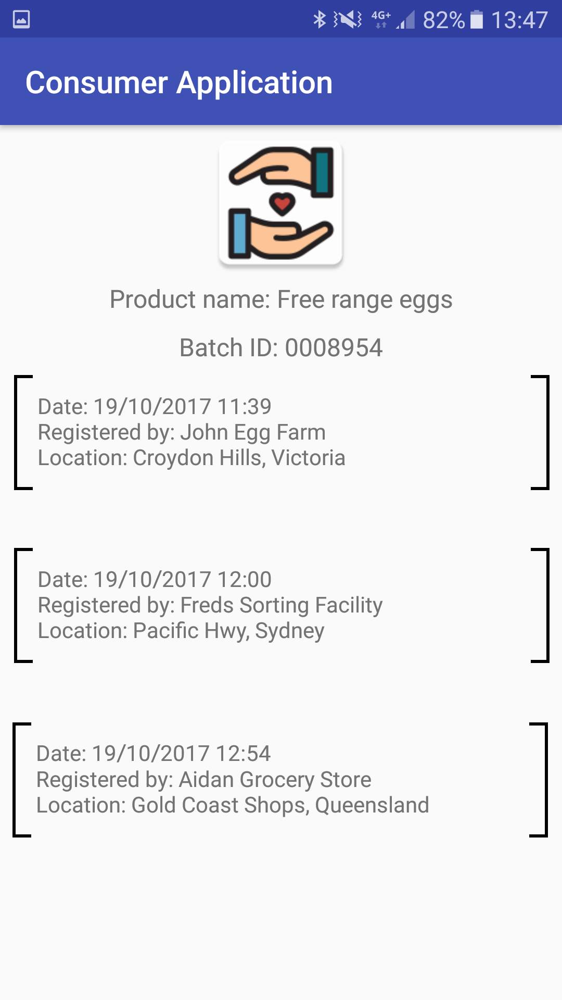 4G+ 82% 13:47
Consumer Application
Product name: Free range eggs
Batch ID: 0008954
Date: 19/10/2017 11:39
Registered by: John Egg Farm
Location: Croydon Hills, Victoria
Date: 19/10/2017 12:00
Registered by: Freds Sorting Facility
Location: Pacific Hwy, Sydney
Date: 19/10/2017 12:54
Registered by: Aidan Grocery Store
Location: Gold Coast Shops, Queensland